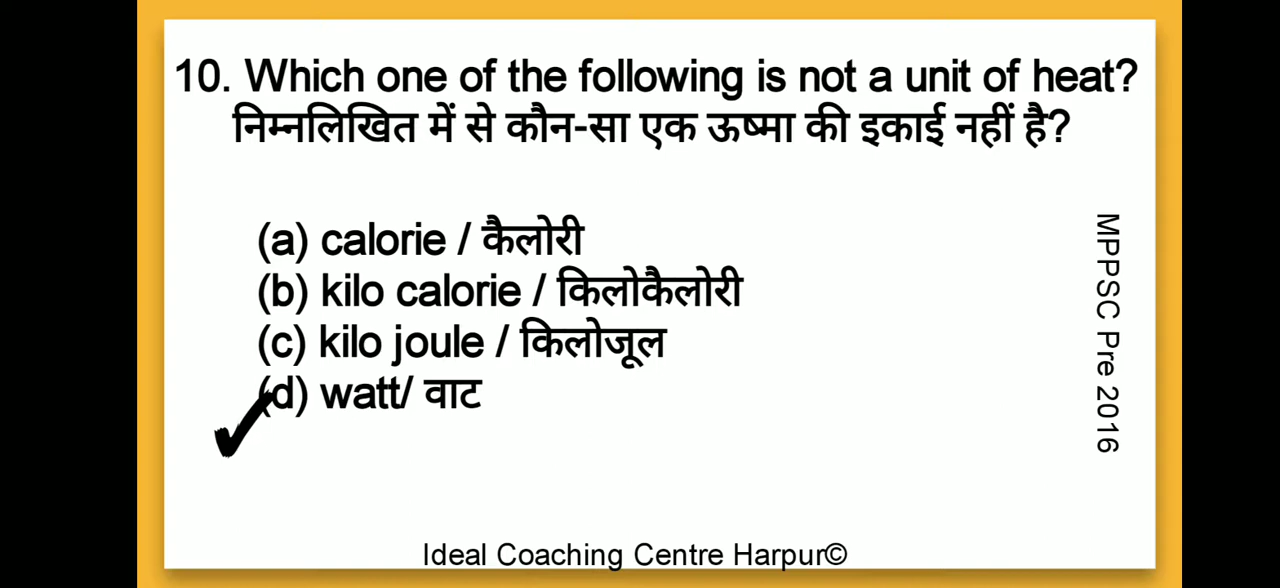 10. Which one of the following is not a unit of heat?
निम्नलिखित में से कौन-सा एक ऊष्मा की इकाई नहीं है?
(a) calorie / कैलोरी
(b) kilo calorie / किलोकैलोरी
(c) kilo joule / किलोजूल
(d) watt/ वाट
MPPSC Pre 2016
Ideal Coaching Centre Harpur©